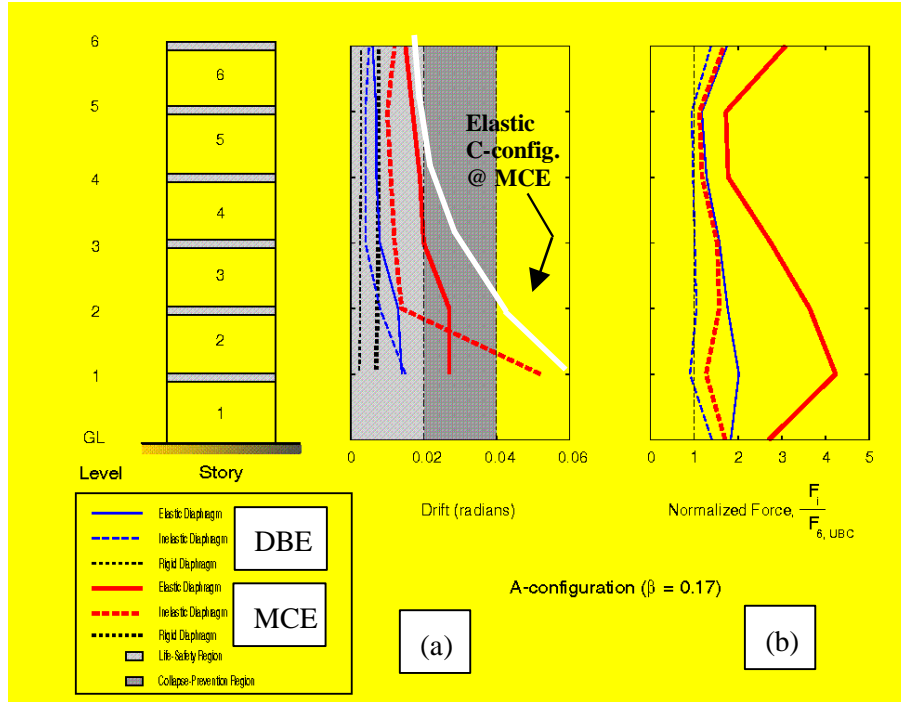 6
5
4
3
2
1
GL
6
5
4
3
2
1
Level
Story
Elastic
C-config.
@ MCE
0
0.02
0.04
0.06
Drift (radians)
0
1
2
3
4
5
Normalized Force, F i / F 6, UBC
Elastic Diaphragm
Inelastic Diaphragm
Rigid Diaphragm
DBE
Elastic Diaphragm
Inelastic Diaphragm
Rigid Diaphragm
MCE
Life-Safety Region
Collapse-Prevention Region
A-configuration (β = 0.17)
(a)
(b)